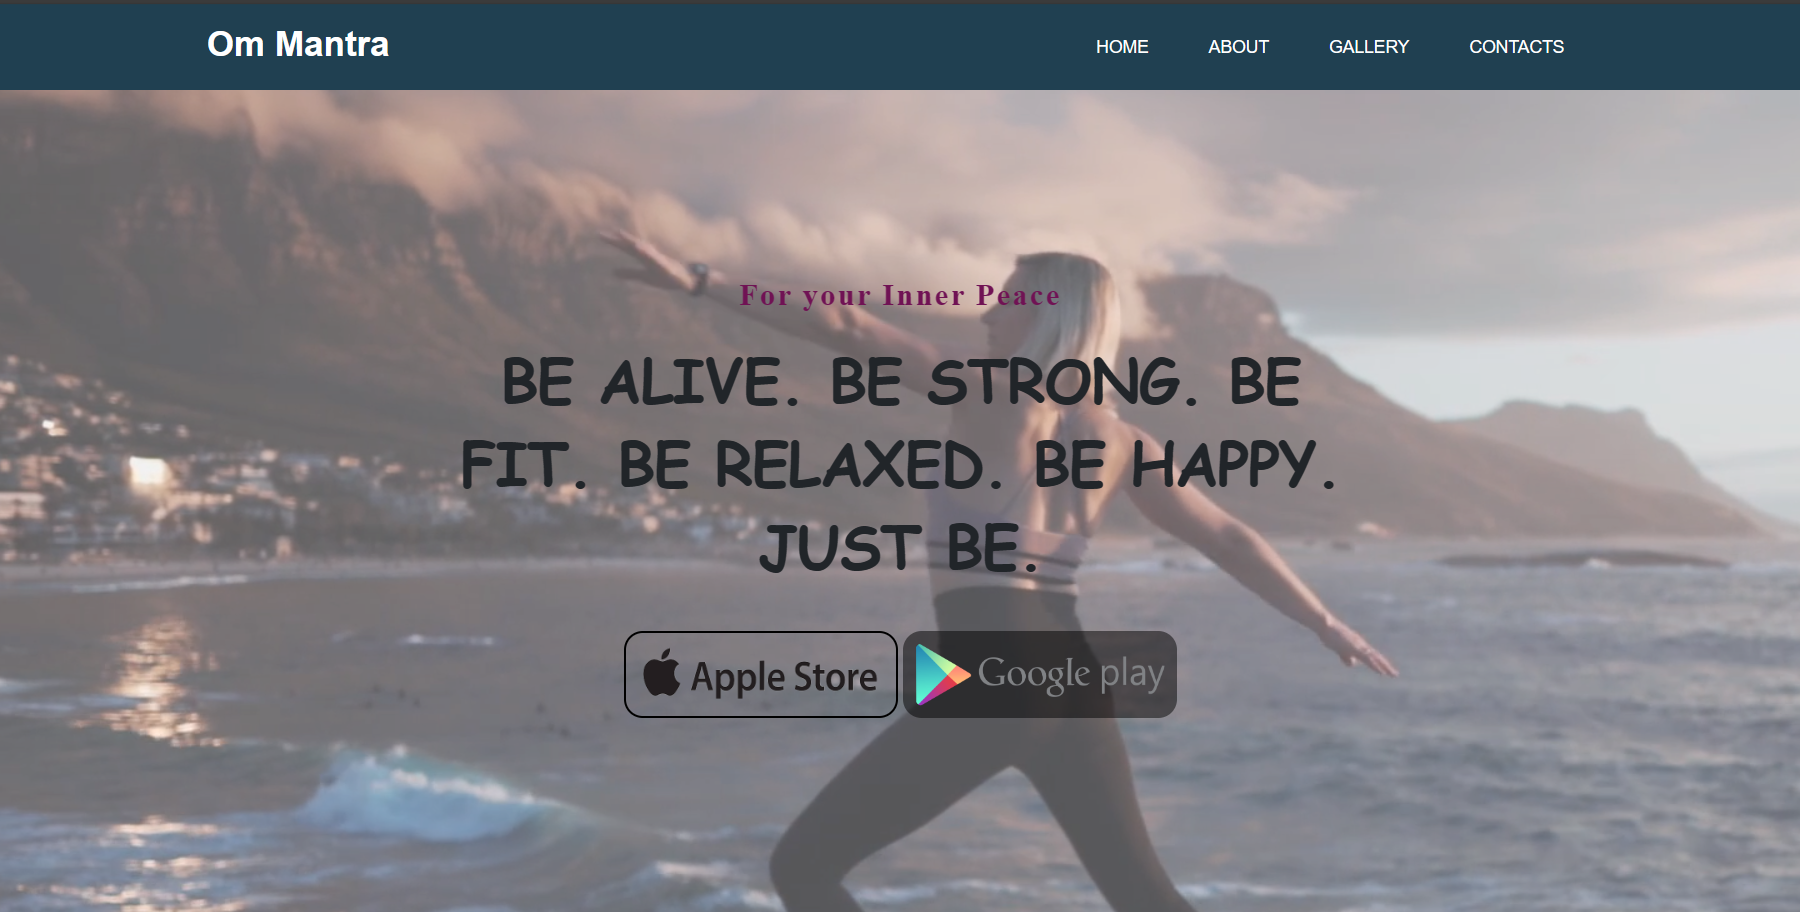 Om Mantra
HOME ABOUT GALLERY CONTACTS
For your Inner Peace
BE ALIVE. BE STRONG. BE
FIT. BE RELAXED. BE HAPPY.
JUST BE.
Apple Store
Google play